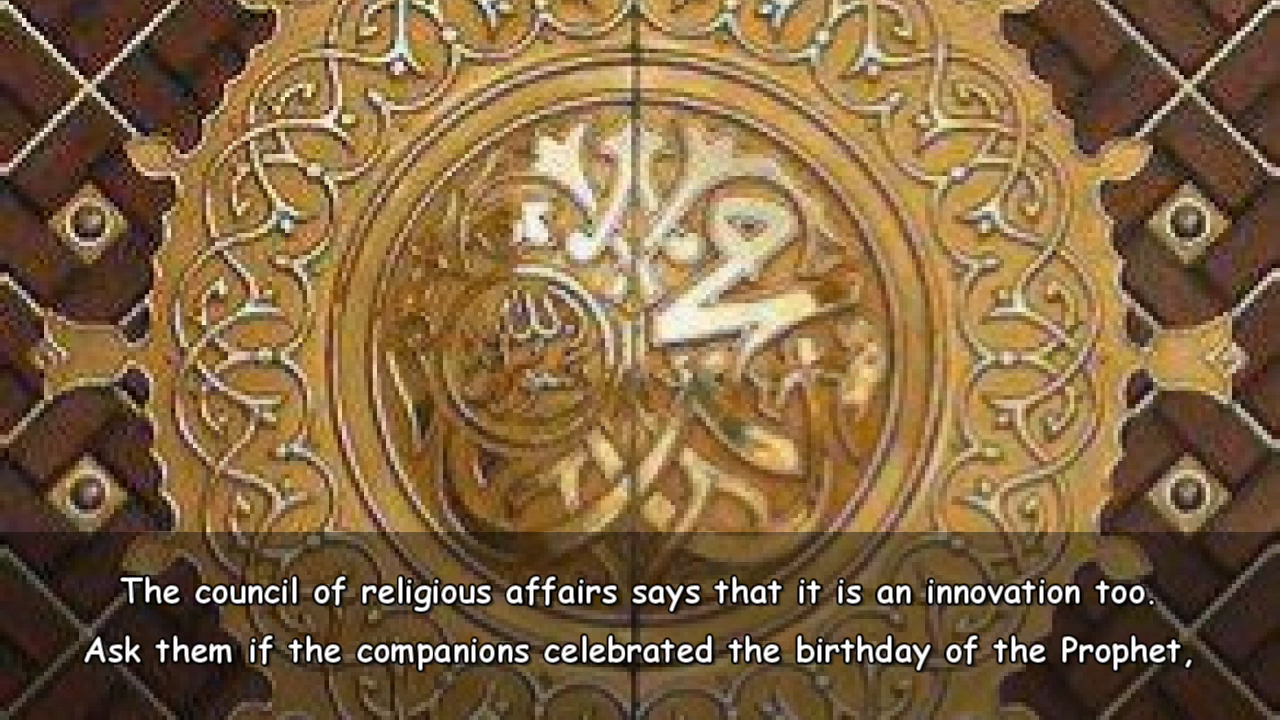 محمد
الله
The council of religious affairs says that it is an innovation too.
Ask them if the companions celebrated the birthday of the Prophet,